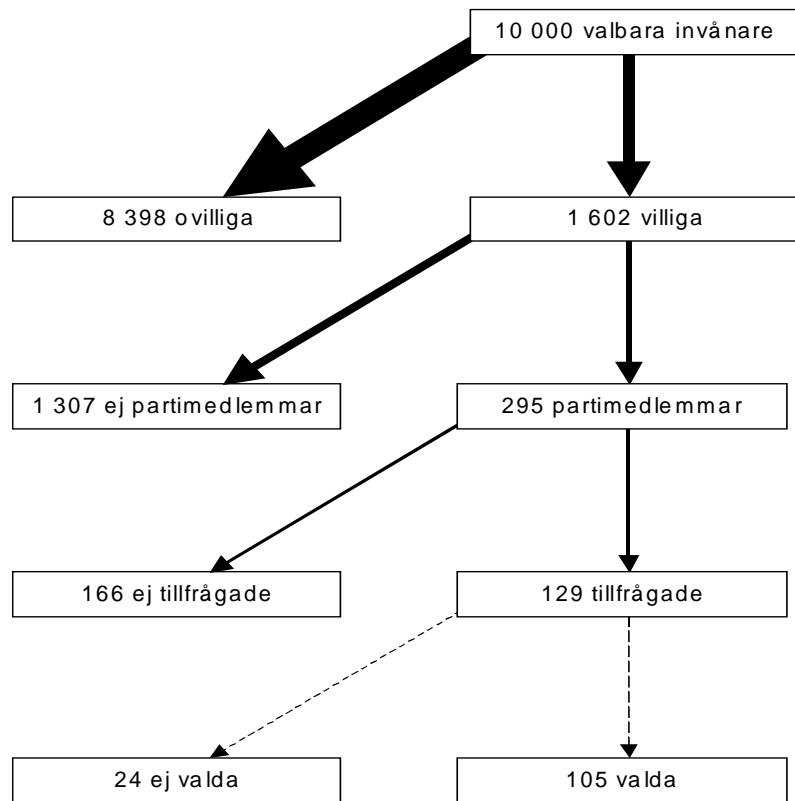 10 000 valbara invånare
8 398 ovilliga
1 602 villiga
1 307 ej partimedlemmar
295 partimedlemmar
166 ej tillfrågade
129 tillfrågade
24 ej valda
105 valda